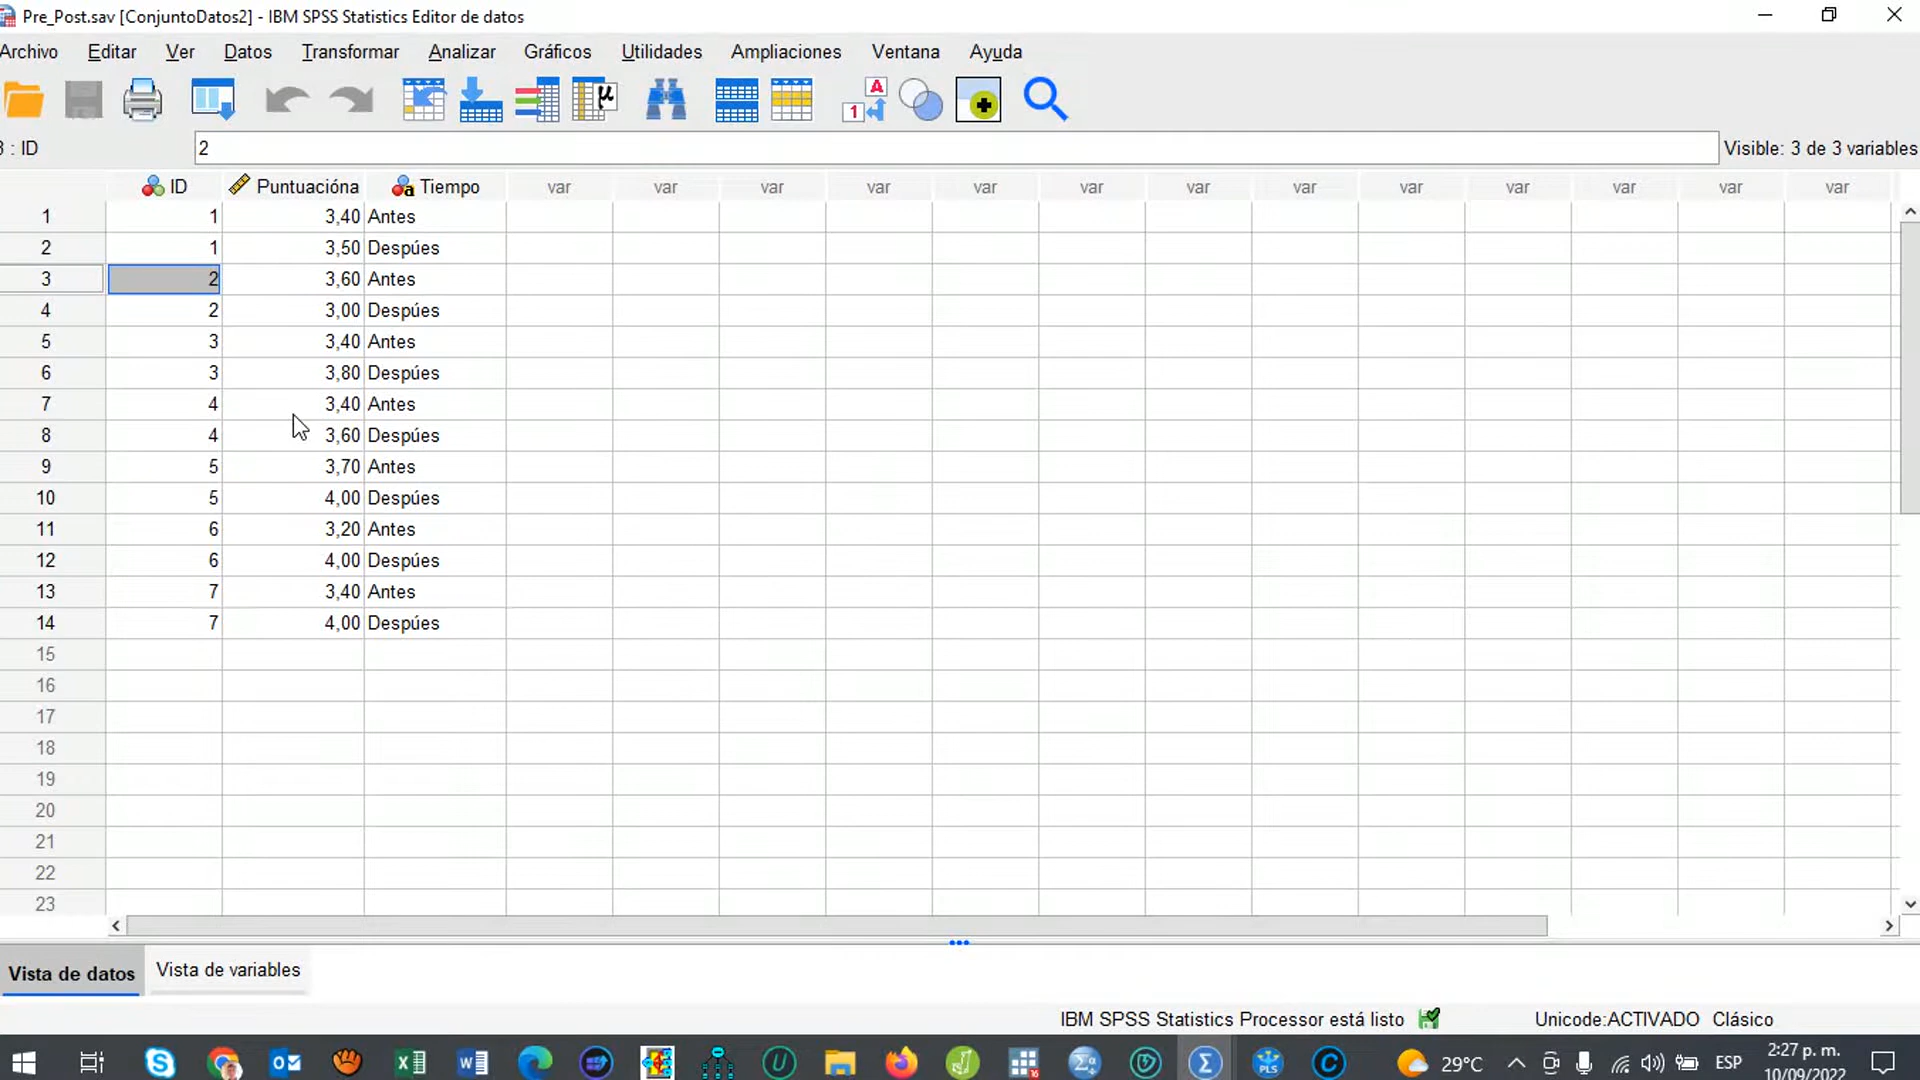 Pre_Post.sav [ConjuntoDatos2] - IBM SPSS Statistics Editor de datos
Archivo Editar Ver Datos Transformar Analizar Gráficos Utilidades Ampliaciones Ventana Ayuda
3 : ID 2 Visible: 3 de 3 variables
ID Puntuacióna Tiempo var var var var var var var var var var var var var
1 1 3,40 Antes
2 1 3,50 Despúes
3 2 3,60 Antes
4 2 3,00 Despúes
5 3 3,40 Antes
6 3 3,80 Despúes
7 4 3,40 Antes
8 4 3,60 Despúes
9 5 3,70 Antes
10 5 4,00 Despúes
11 6 3,20 Antes
12 6 4,00 Despúes
13 7 3,40 Antes
14 7 4,00 Despúes
15
16
17
18
19
20
21
22
23
Vista de datos Vista de variables
IBM SPSS Statistics Processor está listo Unicode:ACTIVADO Clásico
29°C ESP 2:27 p. m.
10/09/2022